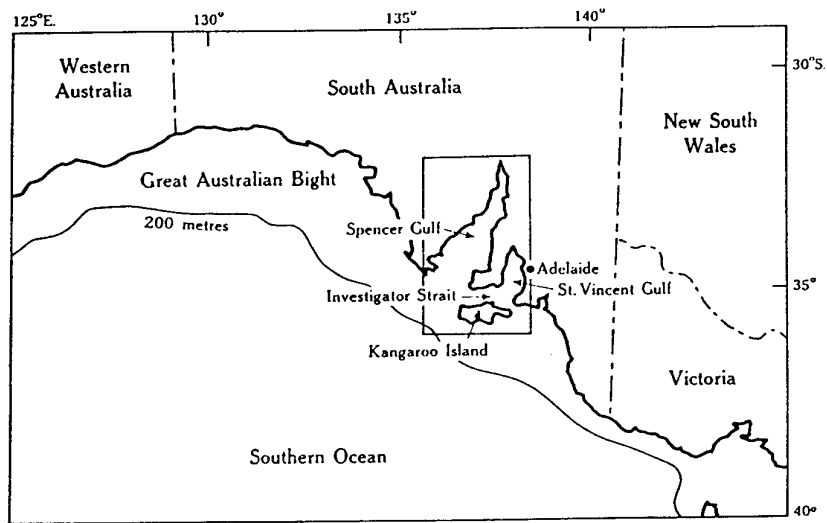 125°E.
130°
135°
140°
30°S.
Western
Australia
South Australia
New South
Wales
Great Australian Bight
200 metres
Spencer Gulf
Adelaide
St. Vincent Gulf
35°
Investigator Strait
Kangaroo Island
Victoria
Southern Ocean
40°